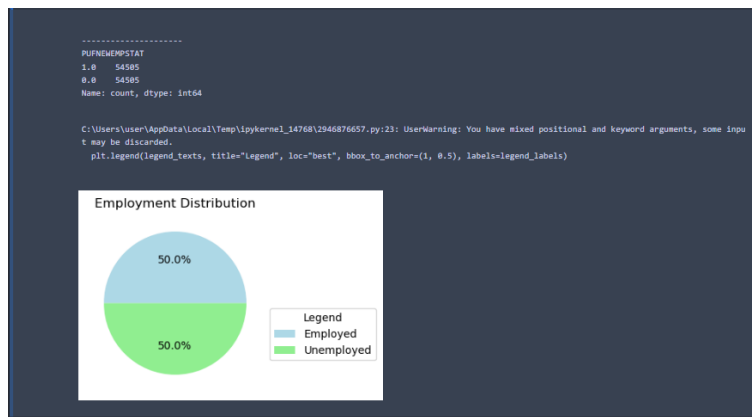 ---------------------
PUFNEWEMPSTAT
1.0    54505
0.0    54505
Name: count, dtype: int64
C:\Users\user\AppData\Local\Temp\ipykernel_14768\2946876657.py:23: UserWarning: You have mixed positional and keyword arguments, some inpu
t may be discarded.
  plt.legend(legend_texts, title="Legend", loc="best", bbox_to_anchor=(1, 0.5), labels=legend_labels)
Employment Distribution
50.0%
50.0%
Legend
Employed
Unemployed